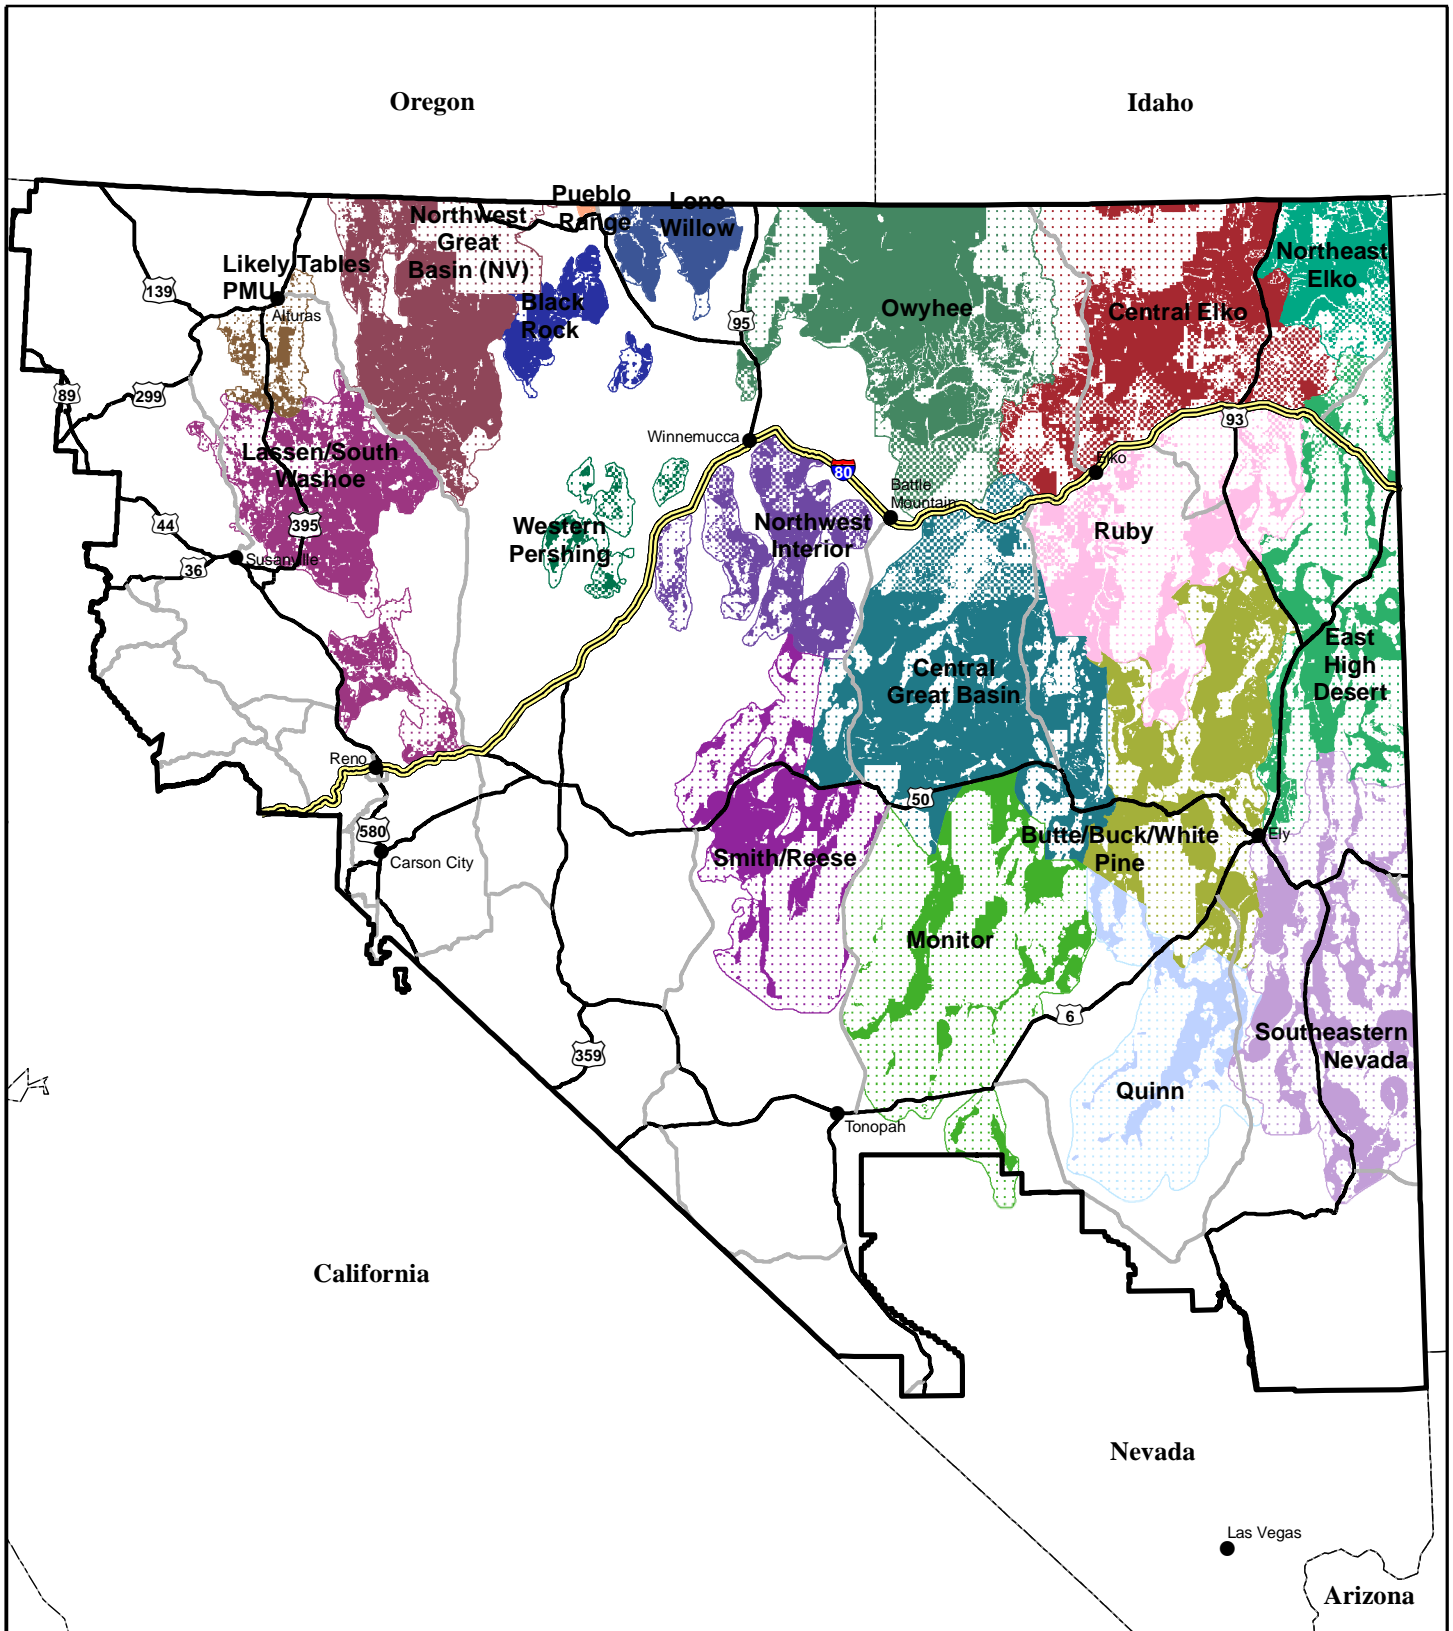 Oregon
Idaho
Pueblo
Range
Lone
Willow
Northwest
Great
Basin (NV)
Likely Tables
PMU
Alturas
Black
Rock
Owyhee
Central Elko
Northeast
Elko
139
95
89
299
93
Winnemucca
Lassen/South
Washoe
80
Elko
Battle
Mountain
44
395
Western
Pershing
Northwest
Interior
Ruby
36
Susanville
East
High
Desert
Central
Great Basin
Reno
50
580
Carson City
Smith/Reese
Butte/Buck/White
Pine
Ely
Monitor
6
359
Southeastern
Nevada
Quinn
Tonopah
California
Nevada
Las Vegas
Arizona